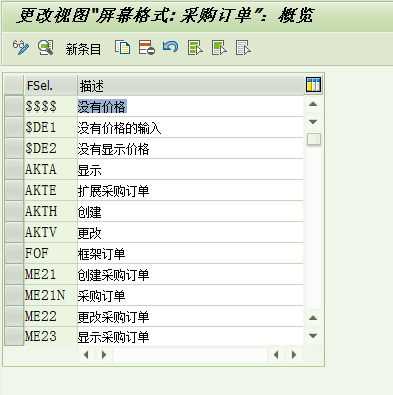 更改视图"屏幕格式: 采购订单": 概览
新条目
FSel. 描述
$$$$ 没有价格
$DE1 没有价格的输入
$DE2 没有显示价格
AKTA 显示
AKTE 扩展采购订单
AKTH 创建
AKTV 更改
FOF 框架订单
ME21 创建采购订单
ME21N 采购订单
ME22 更改采购订单
ME23 显示采购订单